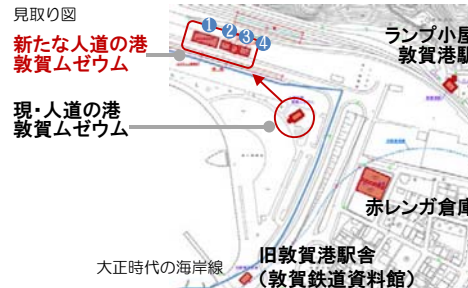 見取り図
新たな人道の港
敦賀ムゼウム
現・人道の港
敦賀ムゼウム
1
2
3
4
ランプ小屋
敦賀港駅
赤レンガ倉庫
旧敦賀港駅舎
(敦賀鉄道資料館)
大正時代の海岸線